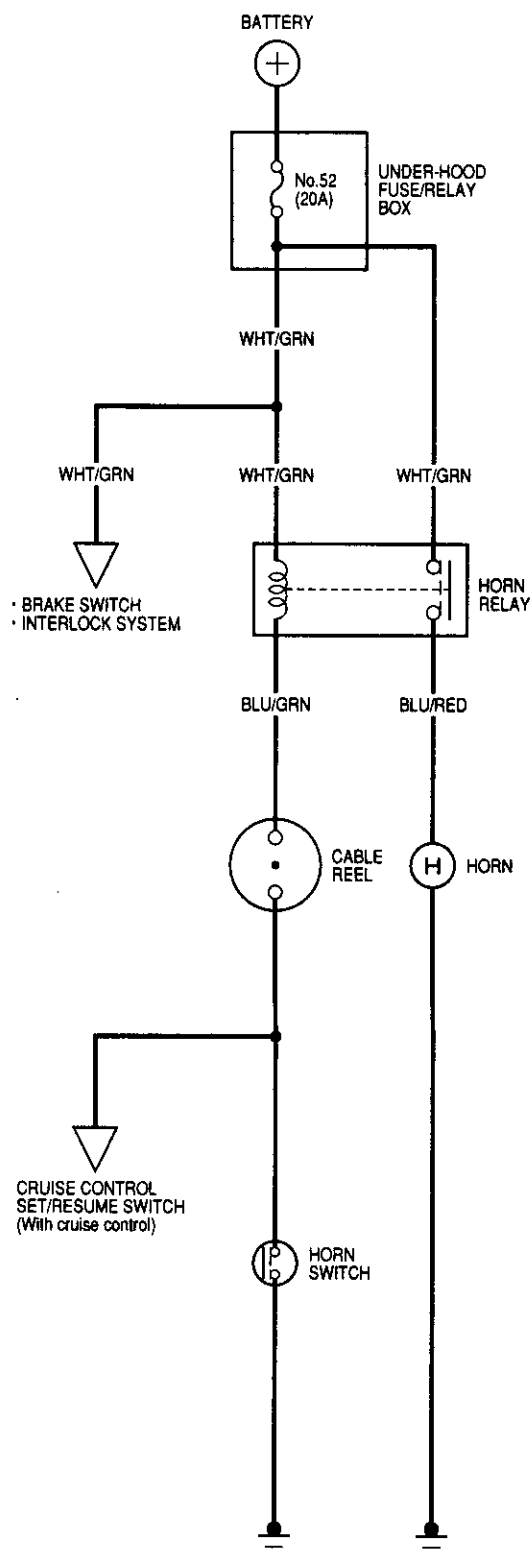 BATTERY
No.52
(20A)
UNDER-HOOD
FUSE/RELAY
BOX
WHT/GRN
WHT/GRN
WHT/GRN
WHT/GRN
· BRAKE SWITCH
· INTERLOCK SYSTEM
HORN
RELAY
BLU/GRN
BLU/RED
CABLE
REEL
H
HORN
CRUISE CONTROL
SET/RESUME SWITCH
(With cruise control)
HORN
SWITCH